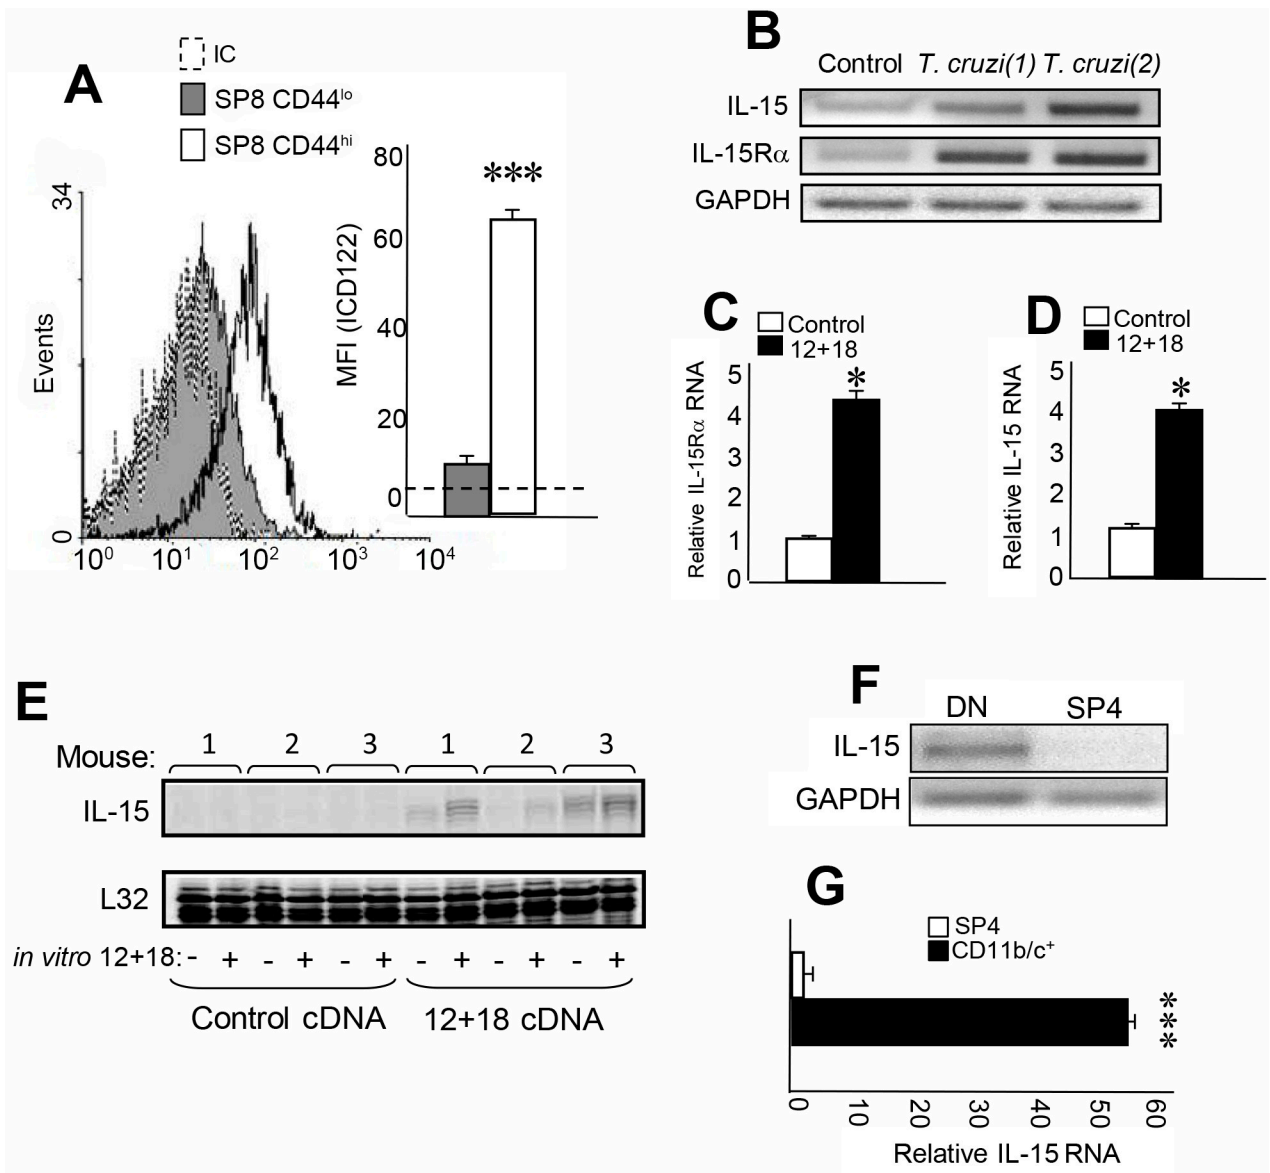 A
IC
SP8 CD44lo
SP8 CD44hi
34
Events
0
10⁰ 10¹ 10² 10³ 10⁴
MFI (ICD122)
80
60
40
20
0
***
B
Control T. cruzi(1) T. cruzi(2)
IL-15
IL-15Rα
GAPDH
C
Control
12+18
Relative IL-15Rα RNA
5
4
3
2
1
0
*
D
Control
12+18
Relative IL-15 RNA
5
4
3
2
1
0
*
E
Mouse: 1 2 3 1 2 3
IL-15
L32
in vitro 12+18: - + - + - + - + - + - +
Control cDNA 12+18 cDNA
F
DN SP4
IL-15
GAPDH
G
SP4
CD11b/c⁺
***
0 10 20 30 40 50 60
Relative IL-15 RNA